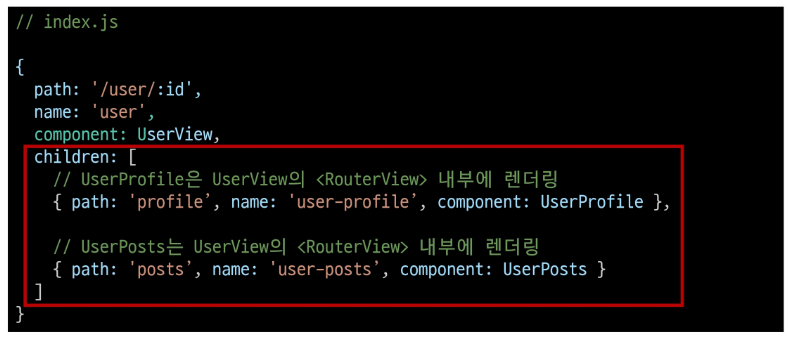 // index.js
{
path: '/user/:id',
name: 'user',
component: UserView,
children: [
// UserProfile은 UserView의 <RouterView> 내부에 렌더링
{ path: 'profile’, name: 'user-profile’, component: UserProfile },
// UserPosts는 UserView의 <RouterView> 내부에 렌더링
{ path: 'posts’, name: 'user-posts’, component: UserPosts }
]
}